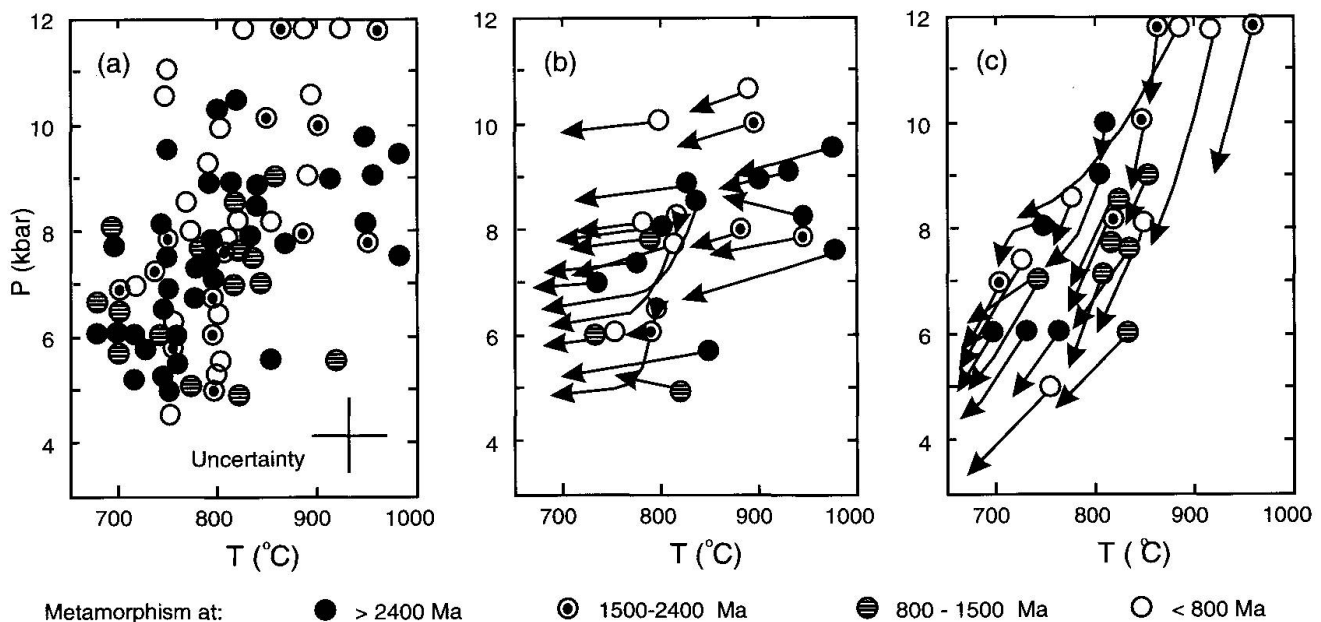 12 12 12
(a) (b) (c)
10 10 10
P (kbar)
8 8 8
6 6 6
4 4 4
Uncertainty
700 800 900 1000 700 800 900 1000 700 800 900 1000
T (°C) T (°C) T (°C)
Metamorphism at: > 2400 Ma 1500-2400 Ma 800 - 1500 Ma < 800 Ma